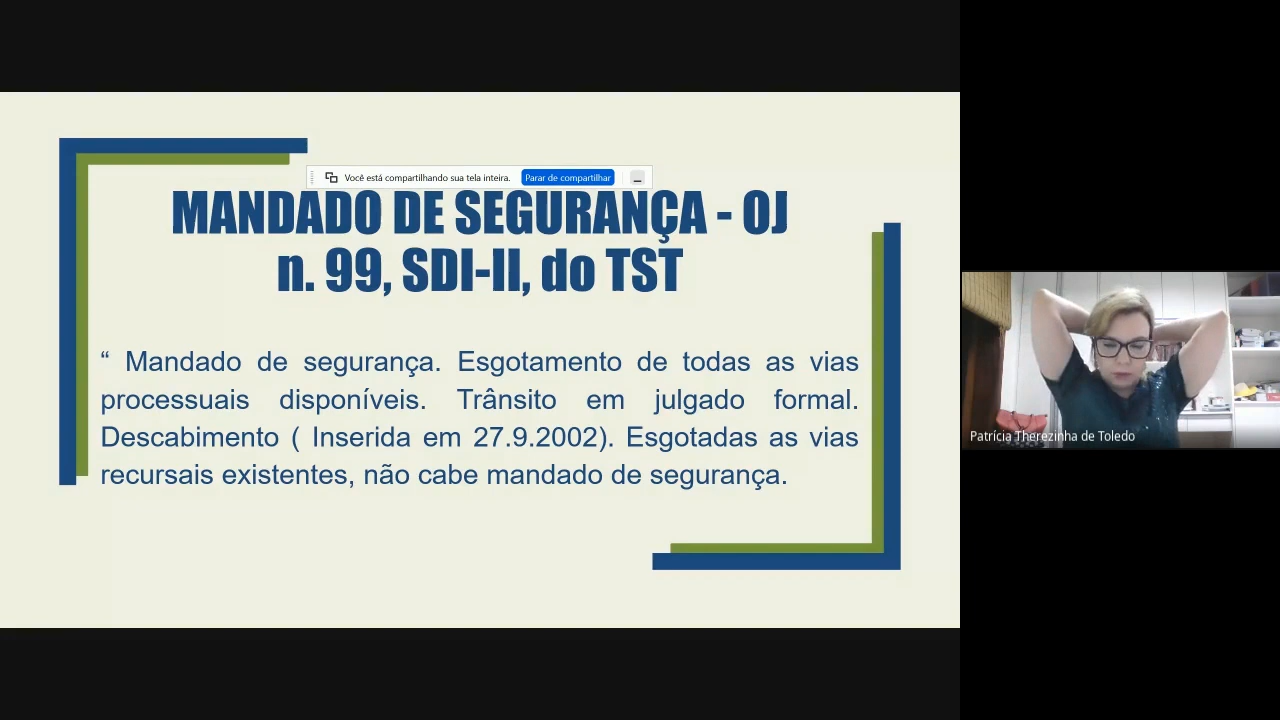 Você está compartilhando sua tela inteira. Parar de compartilhar
MANDADO DE SEGURANÇA - OJ
n. 99, SDI-II, do TST
“ Mandado de segurança. Esgotamento de todas as vias
processuais disponíveis. Trânsito em julgado formal.
Descabimento ( Inserida em 27.9.2002). Esgotadas as vias
recursais existentes, não cabe mandado de segurança.
Patrícia Therezinha de Toledo